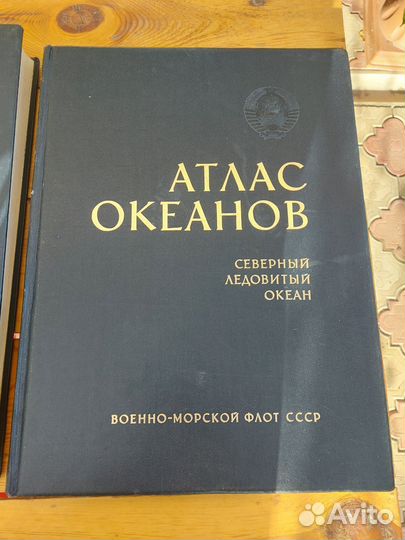 АТЛАС
ОКЕАНОВ
СЕВЕРНЫЙ
ЛЕДОВИТЫЙ
ОКЕАН
ВОЕННО-МОРСКОЙ ФЛОТ СССР
Avito